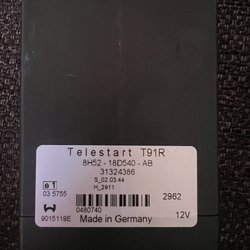 Telestart T91R
8H52 - 18D540 - AB
31324386
S_02.03.44
H_2911
e1
03 5755
2962
0480740
9015119E
Made in Germany
12V